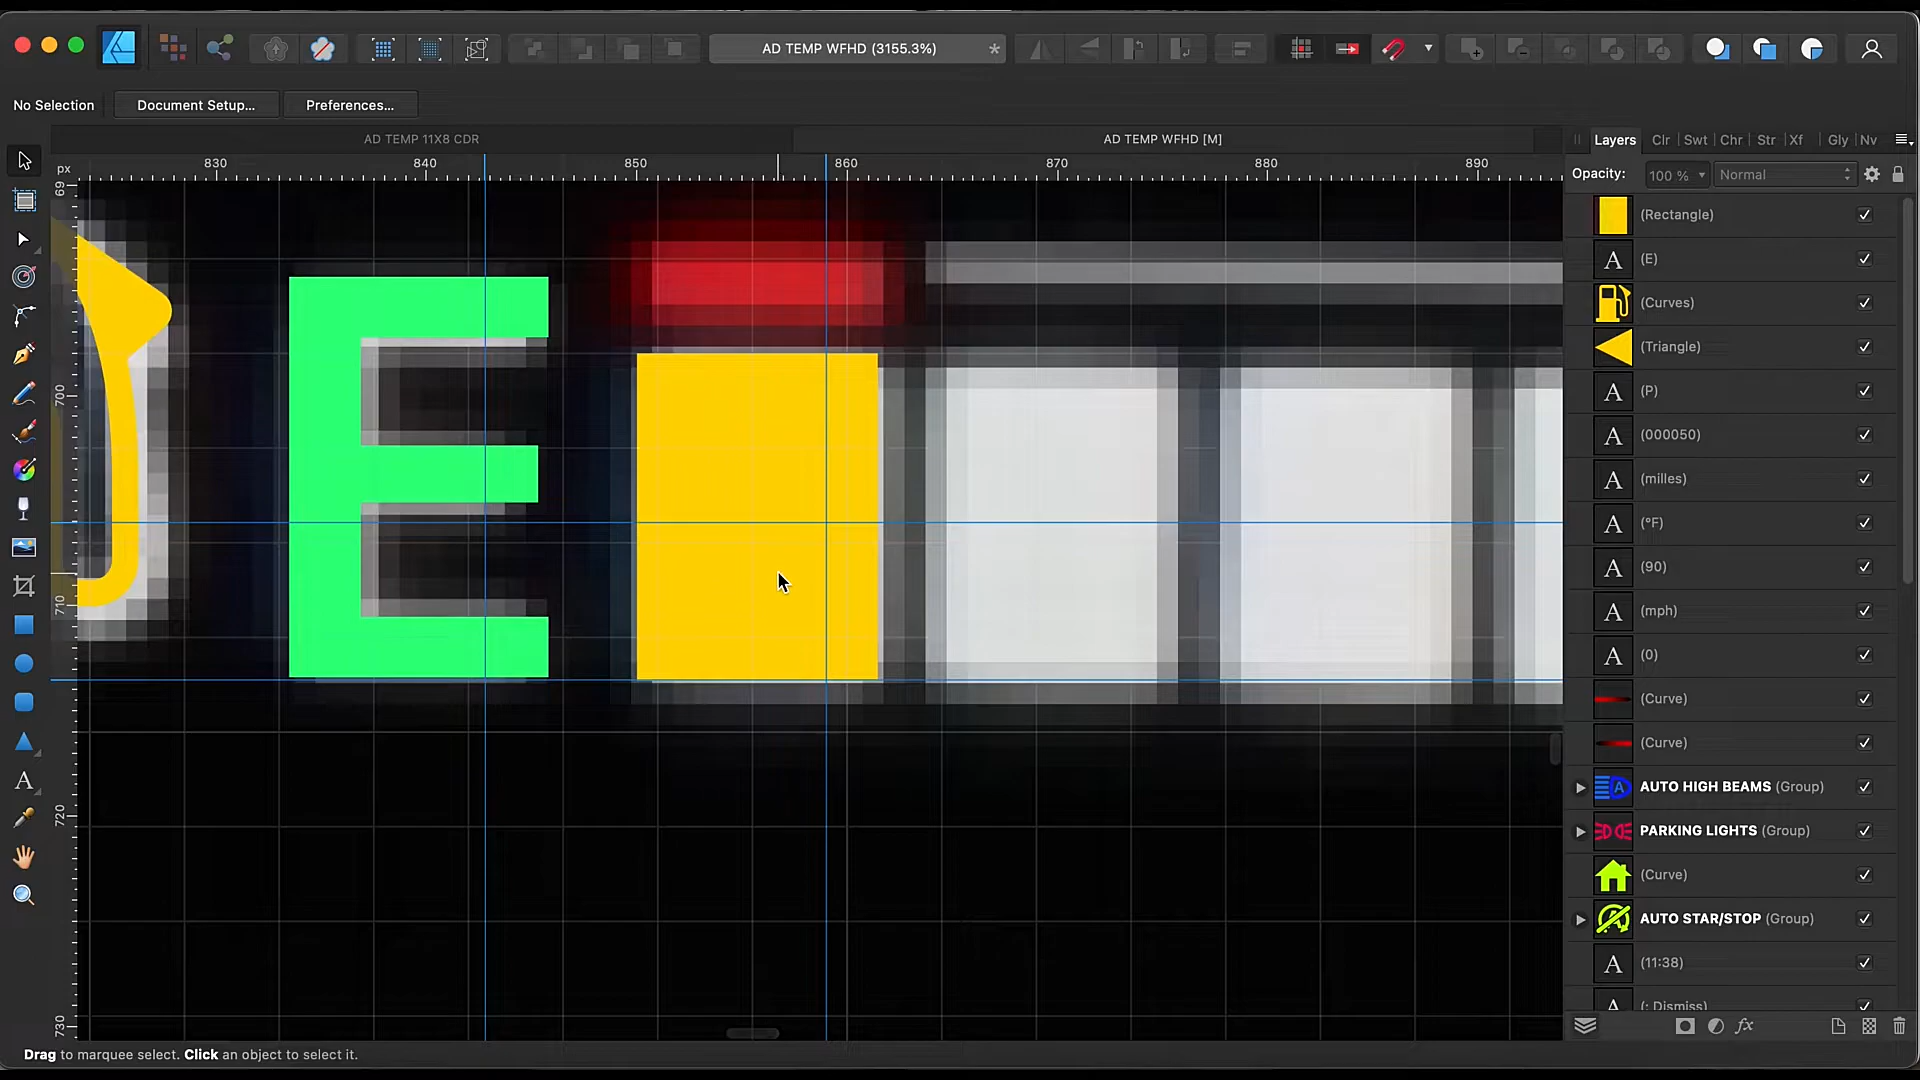 AD TEMP WFHD (3155.3%)
*
No Selection
Document Setup...
Preferences...
AD TEMP 11X8 CDR
AD TEMP WFHD [M]
Layers Clr Swt Chr Str Xf Gly Nv
px
830 840 850 860 870 880 890
Opacity: 100 % Normal
69
700
710
720
730
E
(Rectangle)
A (E)
(Curves)
(Triangle)
A (P)
A (000050)
A (milles)
A (°F)
A (90)
A (mph)
A (0)
(Curve)
(Curve)
A AUTO HIGH BEAMS (Group)
PARKING LIGHTS (Group)
(Curve)
A AUTO STAR/STOP (Group)
A (11:38)
A (: Dismiss)
A
fx
Drag to marquee select. Click an object to select it.